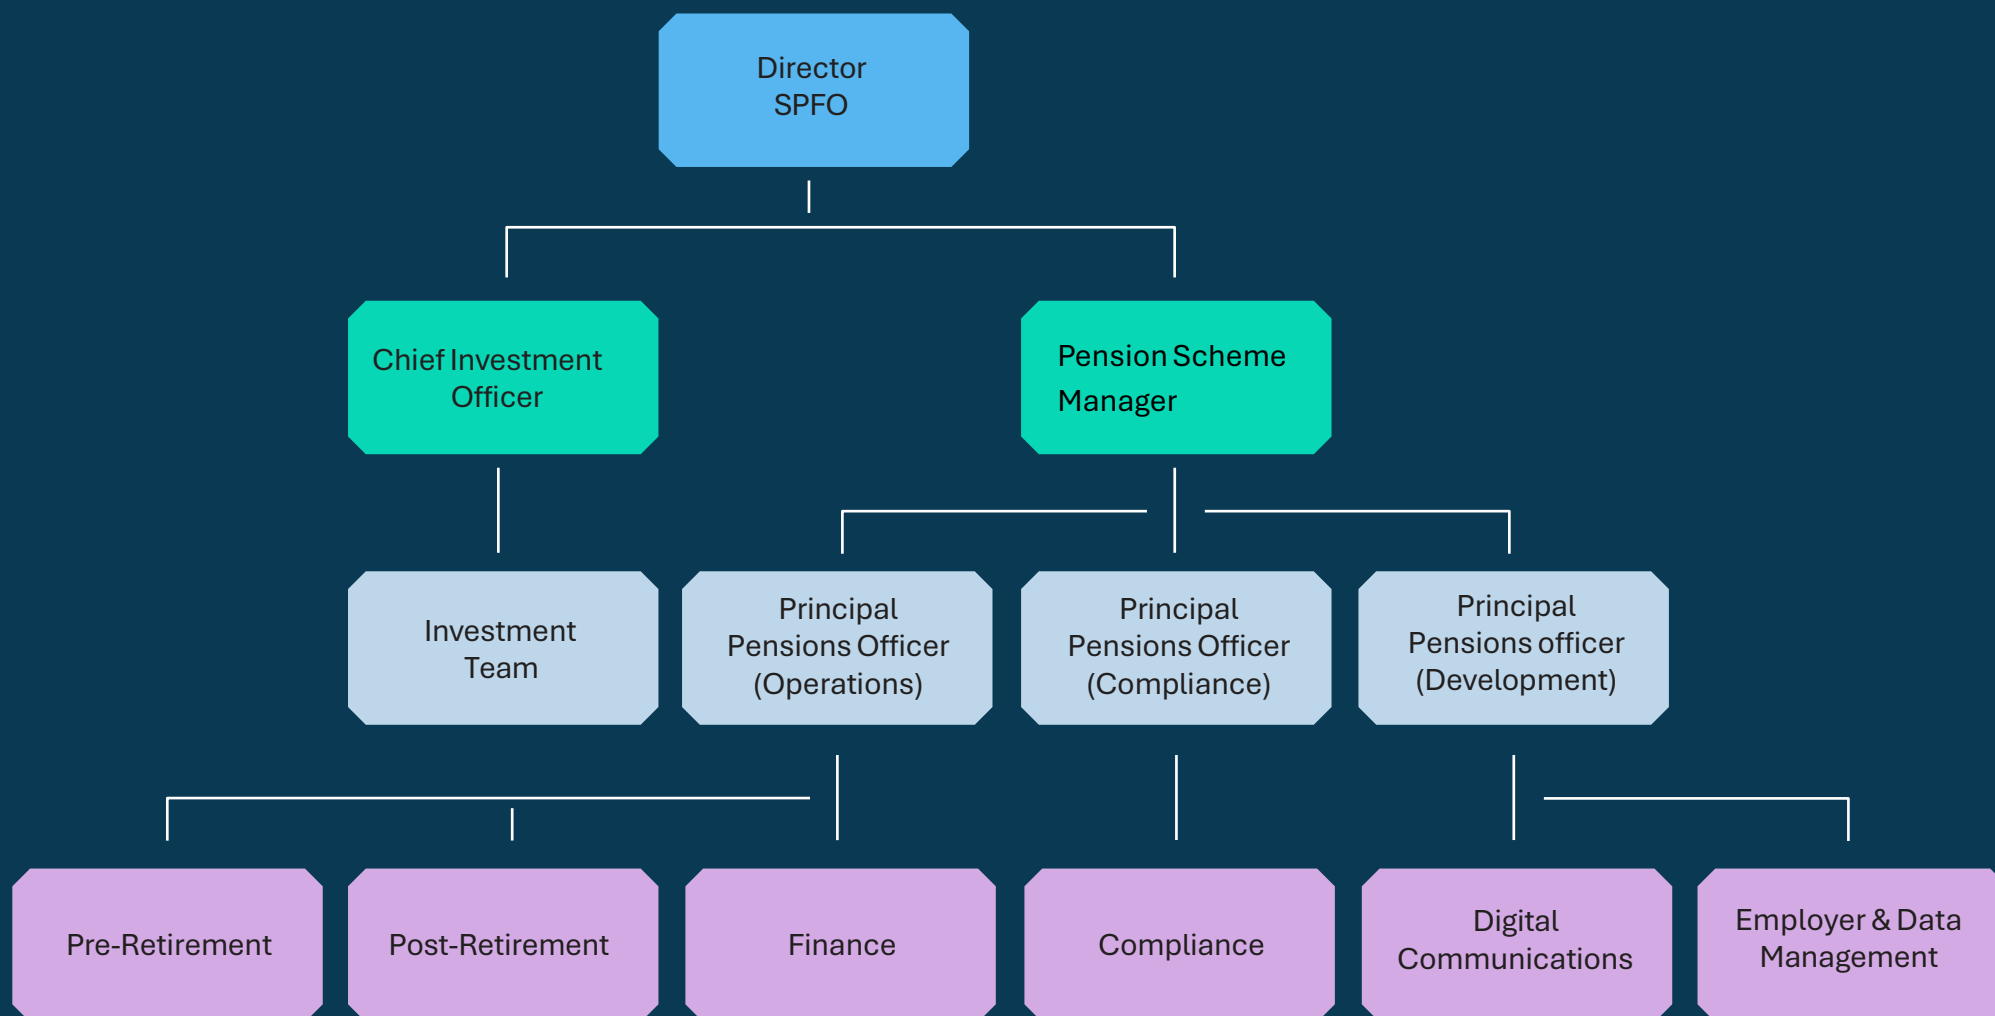 Director
SPFO
Chief Investment
Officer
Pension Scheme
Manager
Investment
Team
Principal
Pensions Officer
(Operations)
Principal
Pensions Officer
(Compliance)
Principal
Pensions officer
(Development)
Pre-Retirement
Post-Retirement
Finance
Compliance
Digital
Communications
Employer & Data
Management